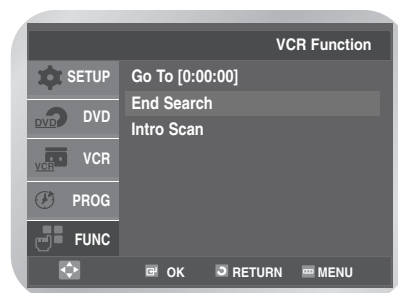 VCR Function
SETUP
Go To [0:00:00]
End Search
DVD
DVD
Intro Scan
VCR
VCR
PROG
FUNC
OK
RETURN
MENU